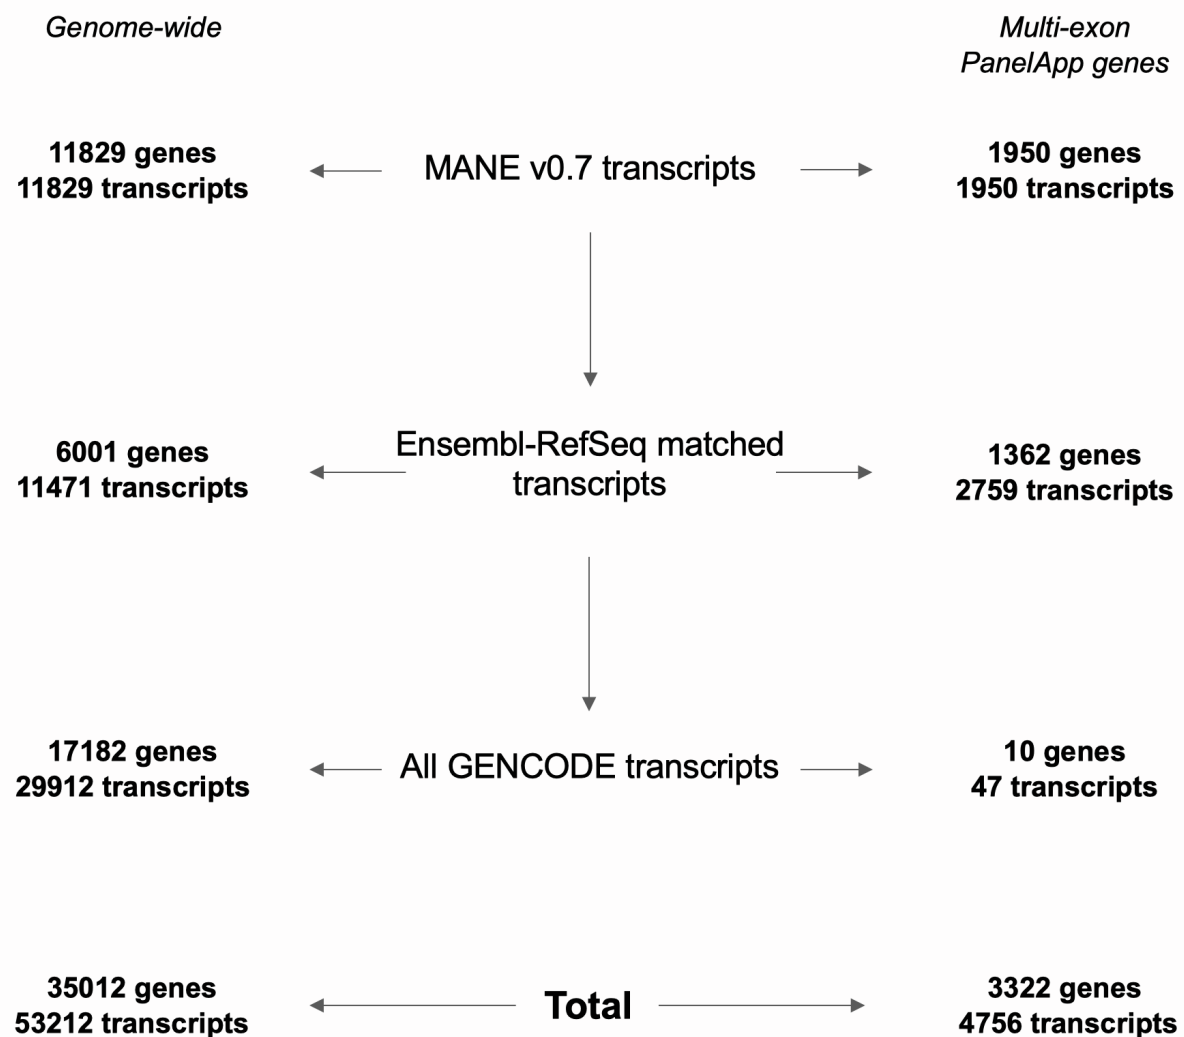 Genome-wide
Multi-exon
PanelApp genes
11829 genes
11829 transcripts
MANE v0.7 transcripts
1950 genes
1950 transcripts
6001 genes
11471 transcripts
Ensembl-RefSeq matched
transcripts
1362 genes
2759 transcripts
17182 genes
29912 transcripts
All GENCODE transcripts
10 genes
47 transcripts
35012 genes
53212 transcripts
Total
3322 genes
4756 transcripts